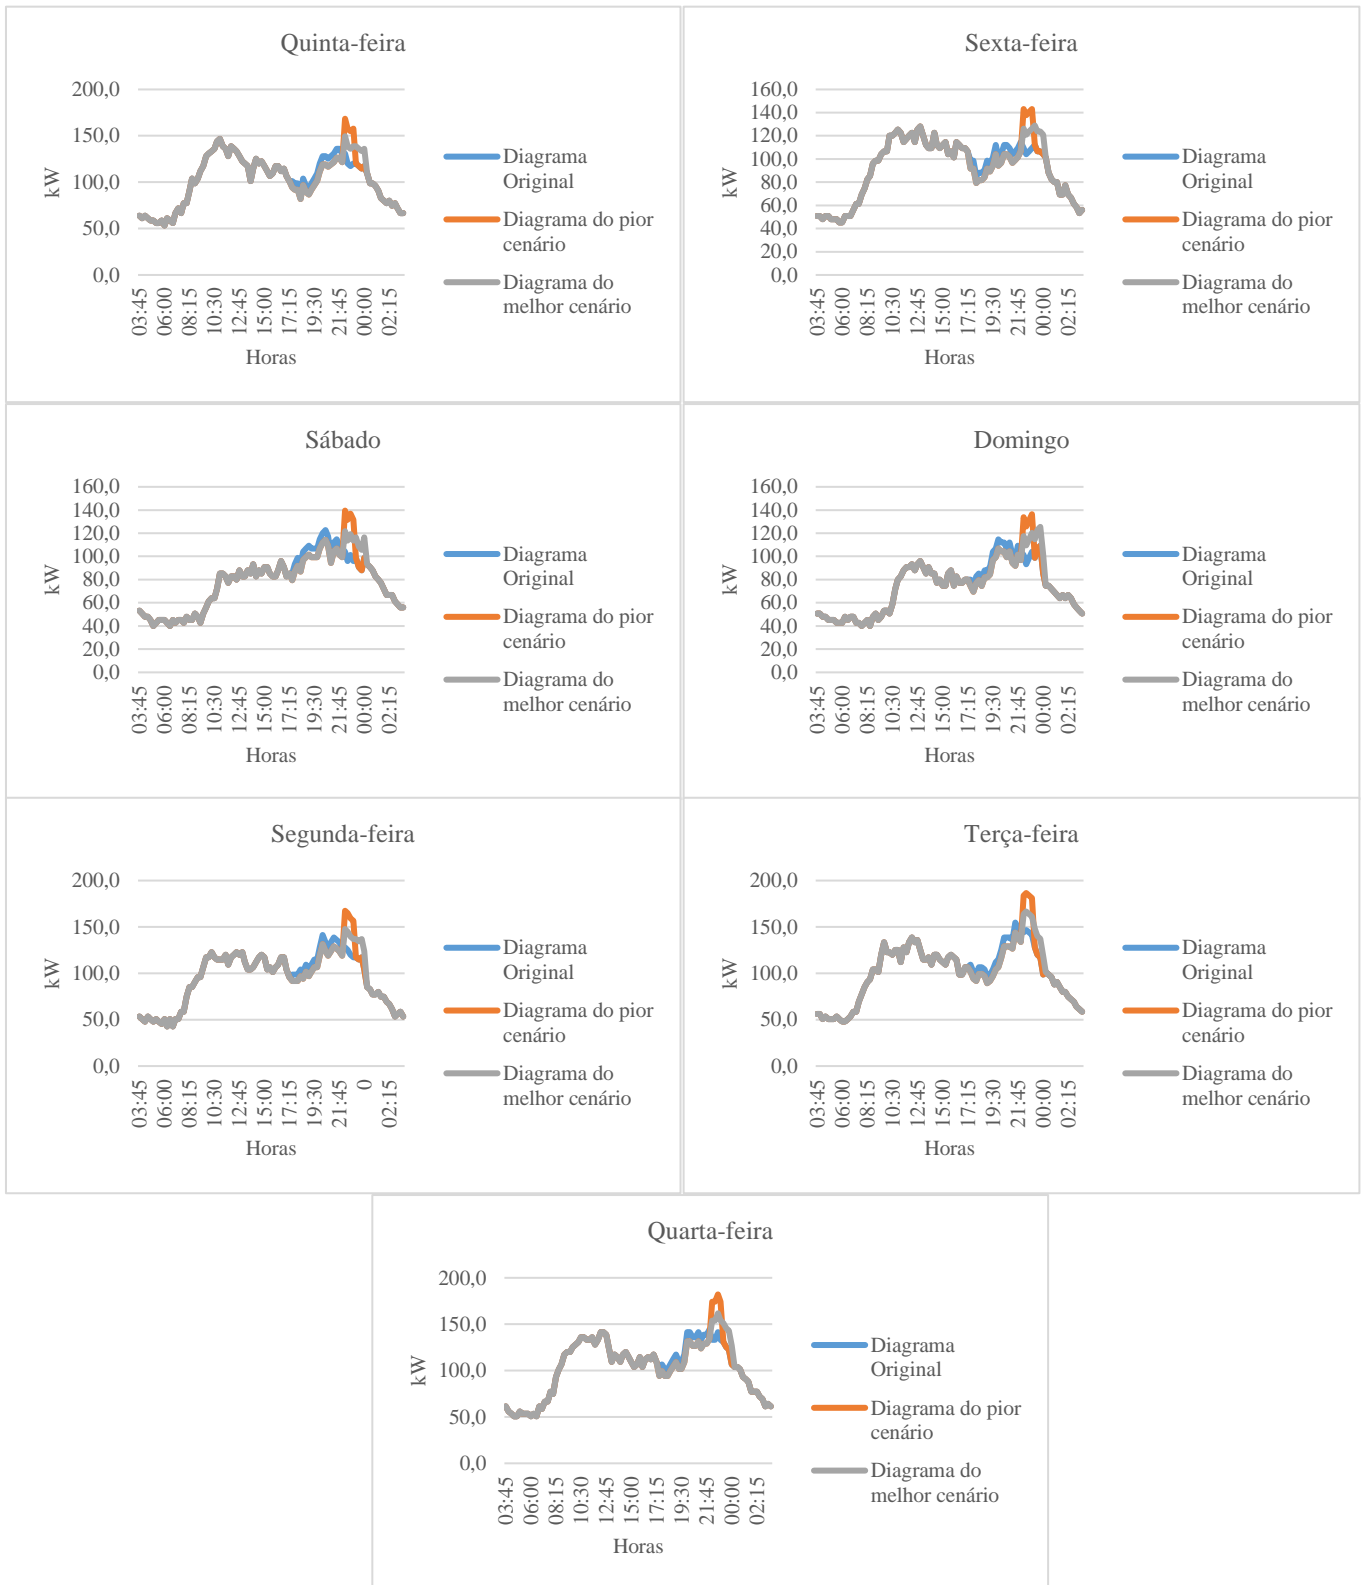 Quinta-feira
200,0
150,0
100,0
50,0
0,0
kW
03:45
06:00
08:15
10:30
12:45
15:00
17:15
19:30
21:45
00:00
02:15
Horas
Diagrama
Original
Diagrama do pior
cenário
Diagrama do
melhor cenário
Sexta-feira
160,0
140,0
120,0
100,0
80,0
60,0
40,0
20,0
0,0
kW
03:45
06:00
08:15
10:30
12:45
15:00
17:15
19:30
21:45
00:00
02:15
Horas
Diagrama
Original
Diagrama do pior
cenário
Diagrama do
melhor cenário
Sábado
160,0
140,0
120,0
100,0
80,0
60,0
40,0
20,0
0,0
kW
03:45
06:00
08:15
10:30
12:45
15:00
17:15
19:30
21:45
00:00
02:15
Horas
Diagrama
Original
Diagrama do pior
cenário
Diagrama do
melhor cenário
Domingo
160,0
140,0
120,0
100,0
80,0
60,0
40,0
20,0
0,0
kW
03:45
06:00
08:15
10:30
12:45
15:00
17:15
19:30
21:45
00:00
02:15
Horas
Diagrama
Original
Diagrama do pior
cenário
Diagrama do
melhor cenário
Segunda-feira
200,0
150,0
100,0
50,0
0,0
kW
03:45
06:00
08:15
10:30
12:45
15:00
17:15
19:30
21:45
0
02:15
Horas
Diagrama
Original
Diagrama do pior
cenário
Diagrama do
melhor cenário
Terça-feira
200,0
150,0
100,0
50,0
0,0
kW
03:45
06:00
08:15
10:30
12:45
15:00
17:15
19:30
21:45
00:00
02:15
Horas
Diagrama
Original
Diagrama do pior
cenário
Diagrama do
melhor cenário
Quarta-feira
200,0
150,0
100,0
50,0
0,0
kW
03:45
06:00
08:15
10:30
12:45
15:00
17:15
19:30
21:45
00:00
02:15
Horas
Diagrama
Original
Diagrama do pior
cenário
Diagrama do
melhor cenário